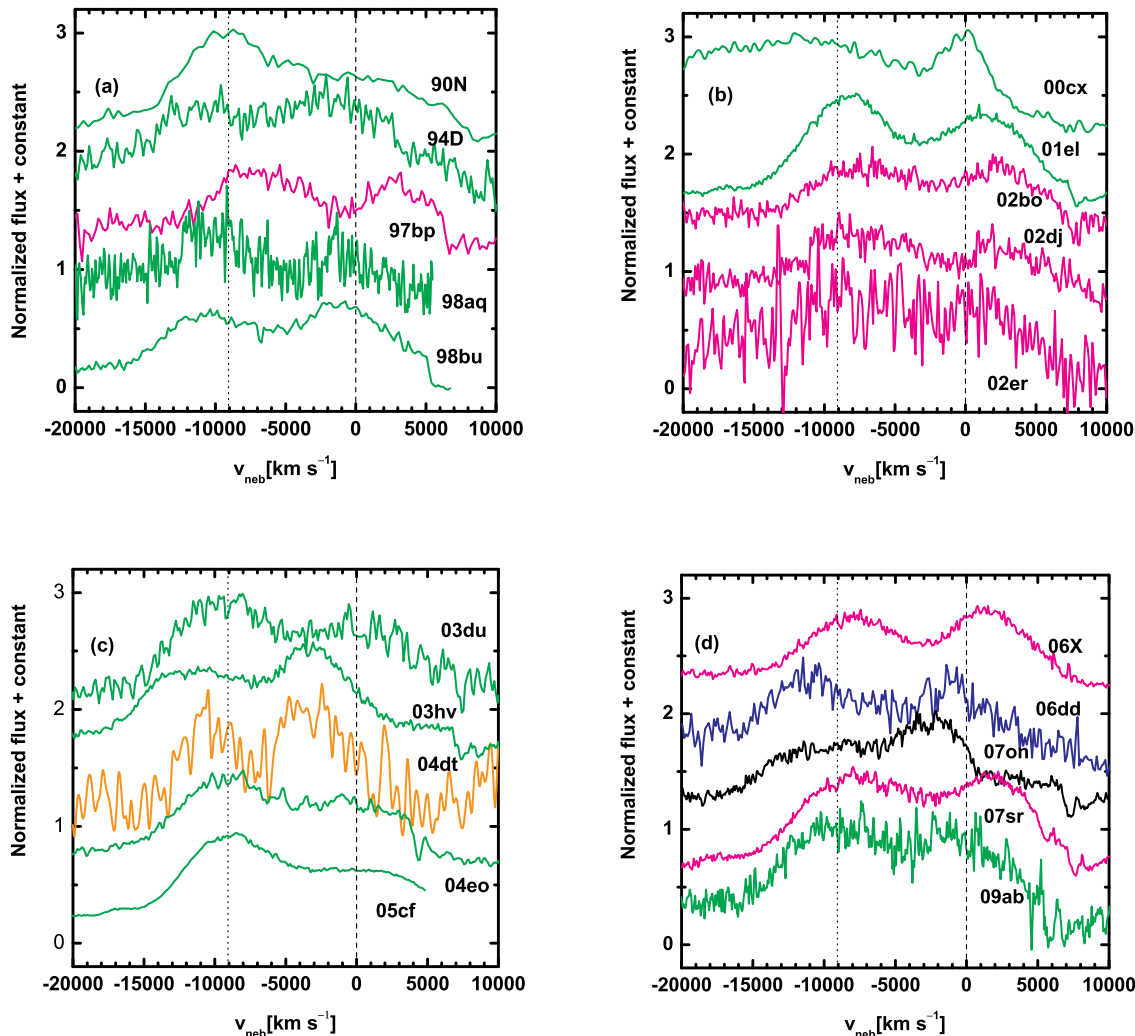 (a)
3
2
1
0
Normalized flux + constant
90N
94D
97bp
98aq
98bu
-20000 -15000 -10000 -5000 0 5000 10000
v_neb[km s⁻¹]
(b)
3
2
1
0
Normalized flux + constant
00cx
01el
02bo
02dj
02er
-20000 -15000 -10000 -5000 0 5000 10000
v_neb[km s⁻¹]
(c)
3
2
1
0
Normalized flux + constant
03du
03hv
04dt
04eo
05cf
-20000 -15000 -10000 -5000 0 5000 10000
v_neb[km s⁻¹]
(d)
3
2
1
0
Normalized flux + constant
06X
06dd
07on
07sr
09ab
-20000 -15000 -10000 -5000 0 5000 10000
v_neb[km s⁻¹]